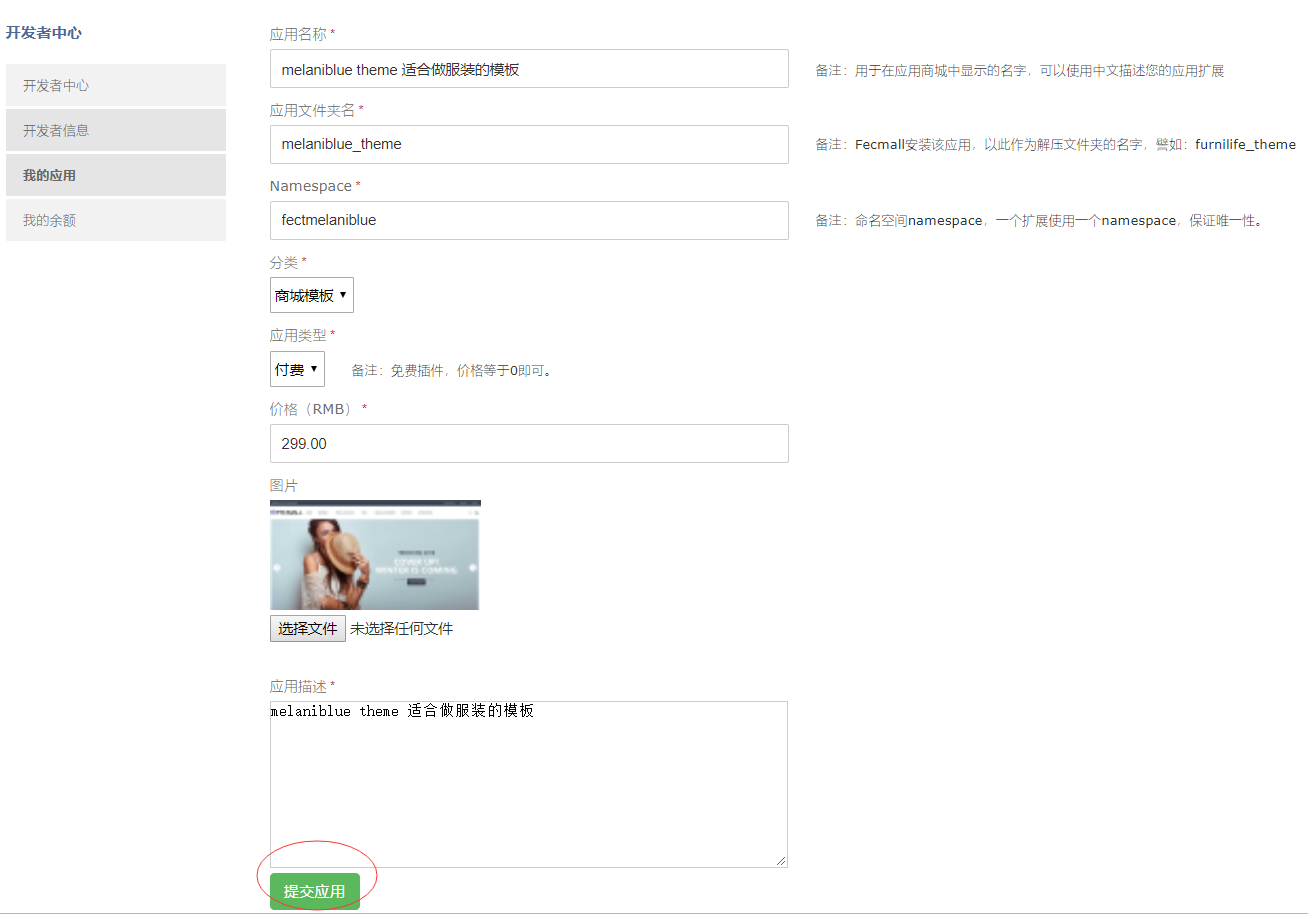 开发者中心
开发者中心
开发者信息
我的应用
我的余额
应用名称 *
melaniblue theme 适合做服装的模板
备注：用于在应用商城中显示的名字，可以使用中文描述您的应用扩展
应用文件夹名 *
melaniblue_theme
备注：Fecmall安装该应用，以此作为解压文件夹的名字，譬如：furnilife_theme
Namespace *
fectmelaniblue
备注：命名空间namespace，一个扩展使用一个namespace，保证唯一性。
分类 *
商城模板
应用类型 *
付费
备注：免费插件，价格等于0即可。
价格（RMB） *
299.00
图片
COVER UP!
WINTER IS COMING
选择文件 未选择任何文件
应用描述 *
melaniblue theme 适合做服装的模板
提交应用